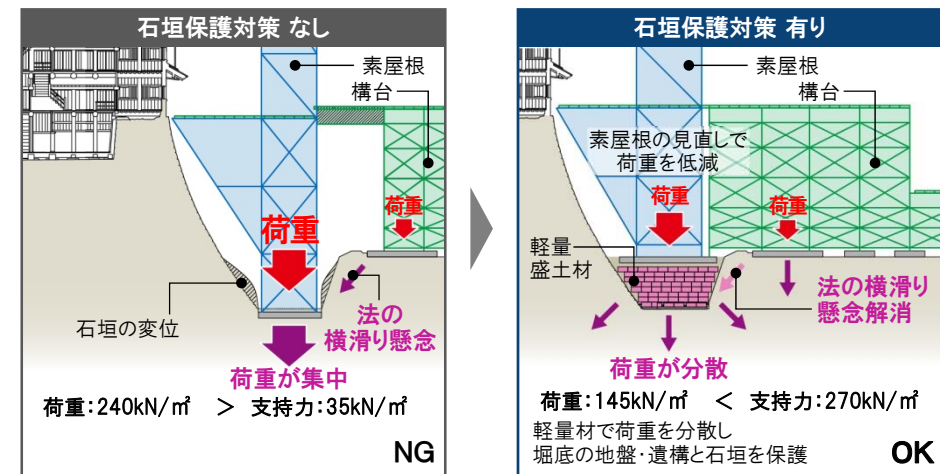 石垣保護対策 なし
素屋根
構台
荷重
荷重
石垣の変位
法の
横滑り懸念
荷重が集中
荷重:240kN/㎡ > 支持力:35kN/㎡
NG
石垣保護対策 有り
素屋根
構台
素屋根の見直しで
荷重を低減
荷重
荷重
軽量
盛土材
法の横滑り
懸念解消
荷重が分散
荷重:145kN/㎡ < 支持力:270kN/㎡
軽量材で荷重を分散し
堀底の地盤・遺構と石垣を保護
OK